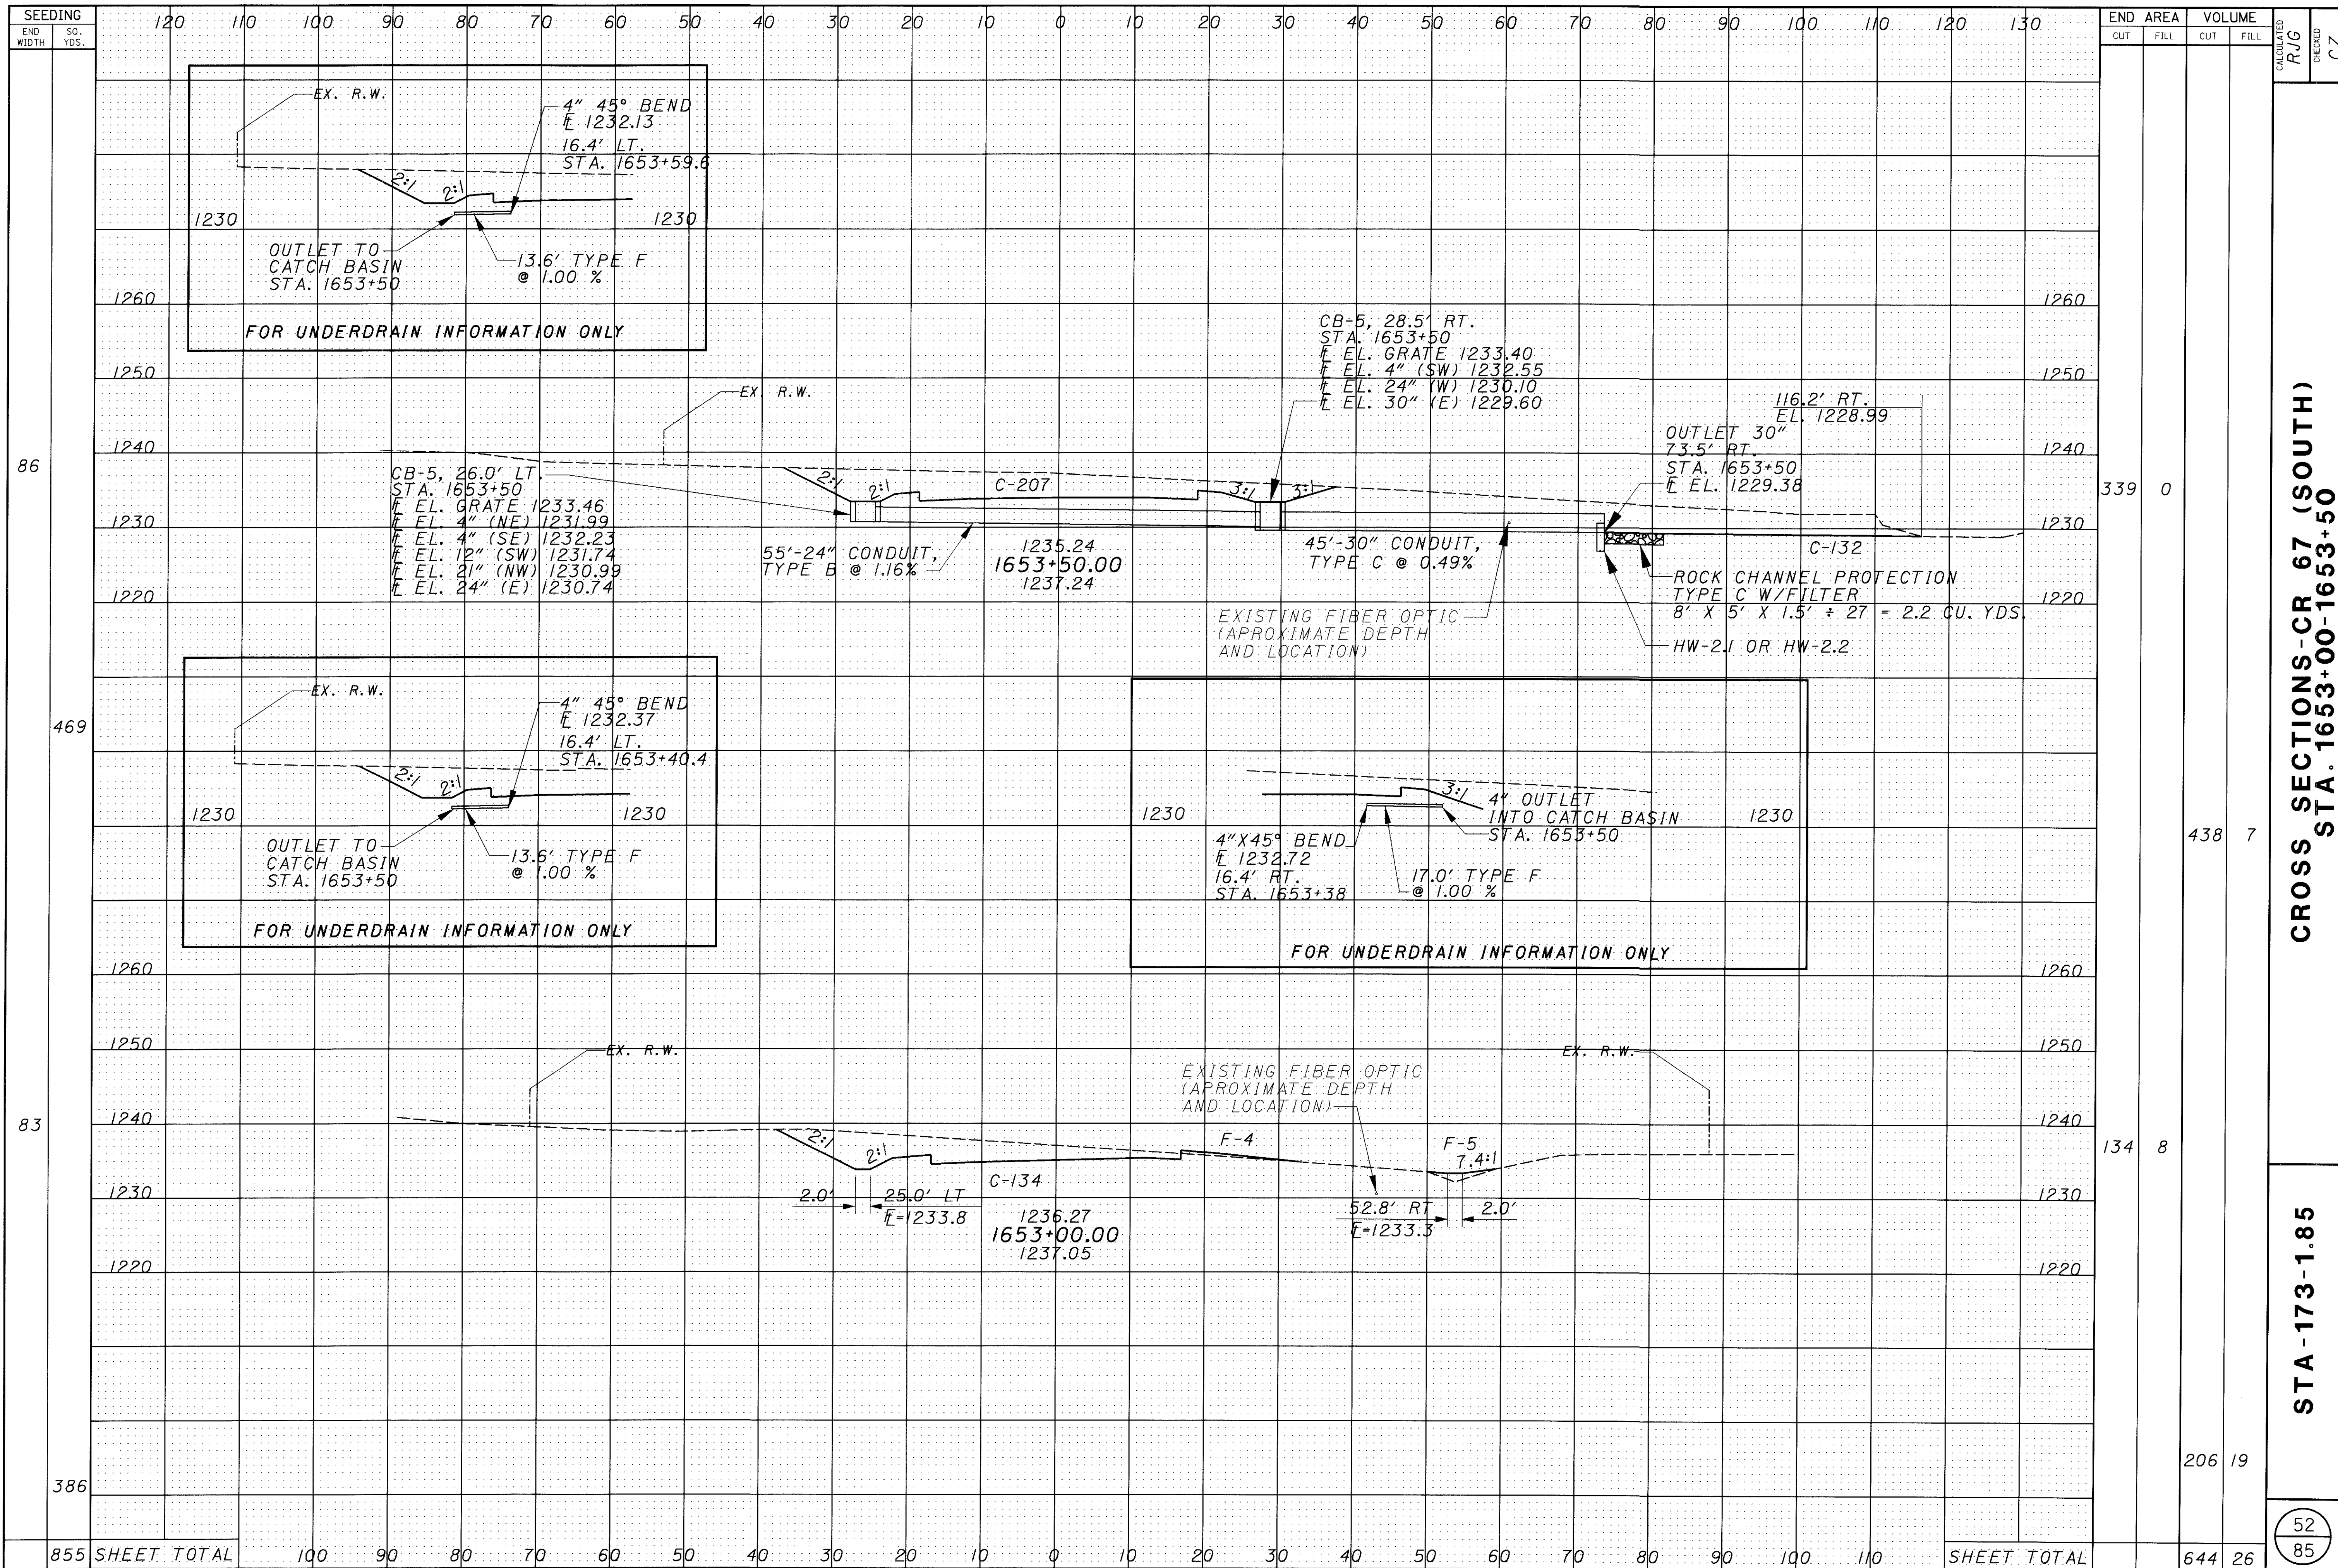 SEEDING
END WIDTH
SQ. YDS.
120 110 100 90 80 70 60 50 40 30 20 10 0 10 20 30 40 50 60 70 80 90 100 110 120 130
END AREA
VOLUME
CUT FILL CUT FILL
CALCULATED
RJG
CHECKED
EX. R.W.
4" 45° BEND
℄ 1232.13
16.4' LT.
STA. 1653+59.6
2:1
2:1
1230
1230
OUTLET TO
CATCH BASIN
STA. 1653+50
13.6' TYPE F
@ 1.00 %
FOR UNDERDRAIN INFORMATION ONLY
1260
1260
1250
1250
1240
1240
1230
1230
1220
1220
86
EX. R.W.
CB-5, 28.5' RT.
STA. 1653+50
℄ EL. GRATE 1233.40
℄ EL. 4" (SW) 1232.55
℄ EL. 24" (W) 1230.10
℄ EL. 30" (E) 1229.60
116.2' RT.
EL. 1228.99
OUTLET 30"
73.5' RT.
STA. 1653+50
℄ EL. 1229.38
CB-5, 26.0' LT.
STA. 1653+50
℄ EL. GRATE 1233.46
℄ EL. 4" (NE) 1231.99
℄ EL. 4" (SE) 1232.23
℄ EL. 12" (SW) 1231.74
℄ EL. 21" (NW) 1230.99
℄ EL. 24" (E) 1230.74
2:1
2:1
C-207
3:1
3:1
339 0
55'-24" CONDUIT,
TYPE B @ 1.16%
1235.24
1653+50.00
1237.24
45'-30" CONDUIT,
TYPE C @ 0.49%
C-132
ROCK CHANNEL PROTECTION
TYPE C W/FILTER
8' X 5' X 1.5' ÷ 27 = 2.2 CU. YDS.
HW-2.1 OR HW-2.2
EXISTING FIBER OPTIC
(APROXIMATE DEPTH
AND LOCATION)
469
EX. R.W.
4" 45° BEND
℄ 1232.37
16.4' LT.
STA. 1653+40.4
2:1
2:1
1230
1230
OUTLET TO
CATCH BASIN
STA. 1653+50
13.6' TYPE F
@ 1.00 %
FOR UNDERDRAIN INFORMATION ONLY
3:1
1230
1230
4" OUTLET
INTO CATCH BASIN
STA. 1653+50
4"X45° BEND
℄ 1232.72
16.4' RT.
STA. 1653+38
17.0' TYPE F
@ 1.00 %
FOR UNDERDRAIN INFORMATION ONLY
438 7
1260
1260
1250
1250
1240
1240
1230
1230
1220
1220
83
EX. R.W.
EX. R.W.
EXISTING FIBER OPTIC
(APROXIMATE DEPTH
AND LOCATION)
2:1
2:1
F-4
F-5
7.4:1
134 8
C-134
2.0'
25.0' LT
℄=1233.8
1236.27
1653+00.00
1237.05
52.8' RT
℄=1233.3
2.0'
386
206 19
855 SHEET TOTAL
100 90 80 70 60 50 40 30 20 10 0 10 20 30 40 50 60 70 80 90 100 110
SHEET TOTAL
644 26
CROSS SECTIONS-CR 67 (SOUTH)
STA. 1653+00-1653+50
STA-173-1.85
52
85